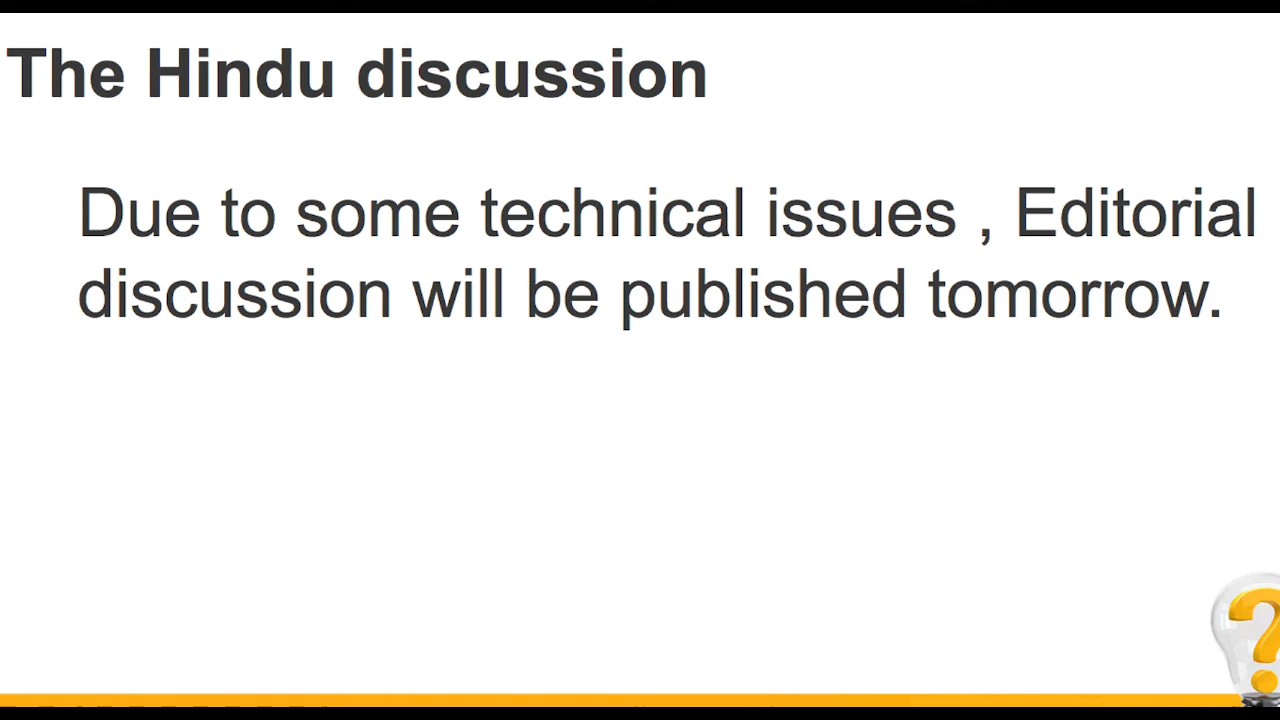 The Hindu discussion
Due to some technical issues , Editorial
discussion will be published tomorrow.
?